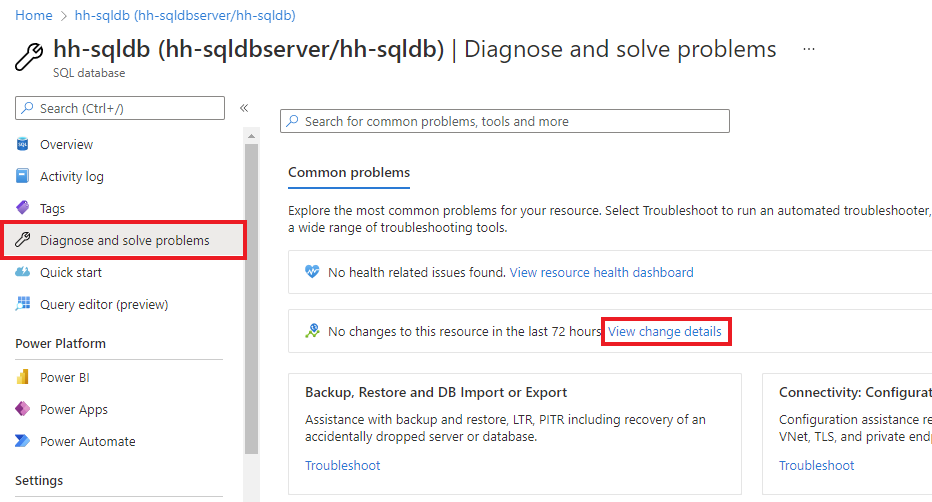 Home > hh-sqldb (hh-sqldbserver/hh-sqldb)
hh-sqldb (hh-sqldbserver/hh-sqldb) | Diagnose and solve problems ...
SQL database
Search (Ctrl+/)
«
Overview
Activity log
Tags
Diagnose and solve problems
Quick start
Query editor (preview)
Power Platform
Power BI
Power Apps
Power Automate
Settings
Search for common problems, tools and more
Common problems
Explore the most common problems for your resource. Select Troubleshoot to run an automated troubleshooter,
a wide range of troubleshooting tools.
No health related issues found. View resource health dashboard
No changes to this resource in the last 72 hours View change details
Backup, Restore and DB Import or Export
Assistance with backup and restore, LTR, PITR including recovery of an
accidentally dropped server or database.
Troubleshoot
Connectivity: Configurat
Configuration assistance re
VNet, TLS, and private endp
Troubleshoot